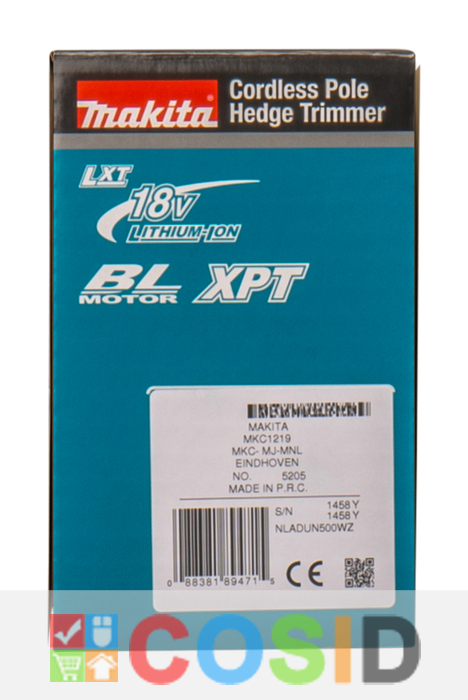 makita
Cordless Pole
Hedge Trimmer
LXT
18V
LITHIUM-ION
BL
MOTOR
XPT
MAKITA
MKC1219
MKC- MJ-MNL
EINDHOVEN
NO. 5205
MADE IN P.R.C.
S/N 1458 Y
1458 Y
NLADUN500WZ
0 88381 89471 5
CE
COSID